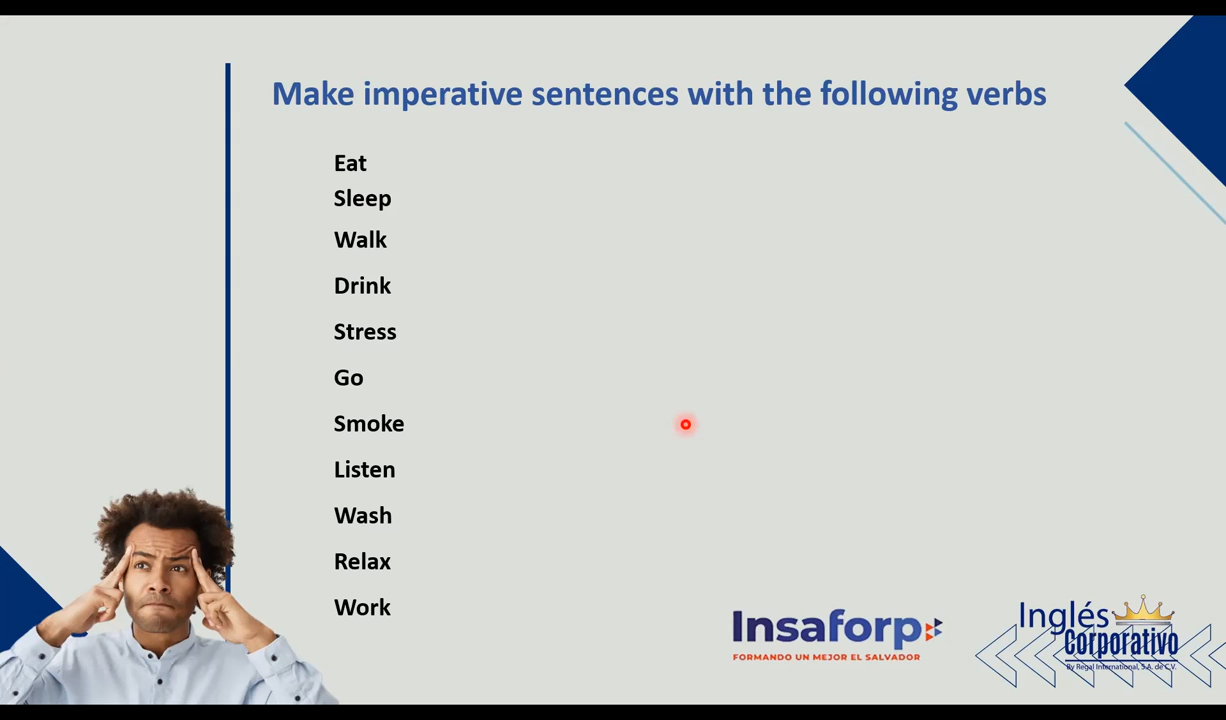 Make imperative sentences with the following verbs
Eat
Sleep
Walk
Drink
Stress
Go
Smoke
Listen
Wash
Relax
Work
Insaforp
FORMANDO UN MEJOR EL SALVADOR
Inglés
Corporativo
By Regal International, S.A. de C.V.